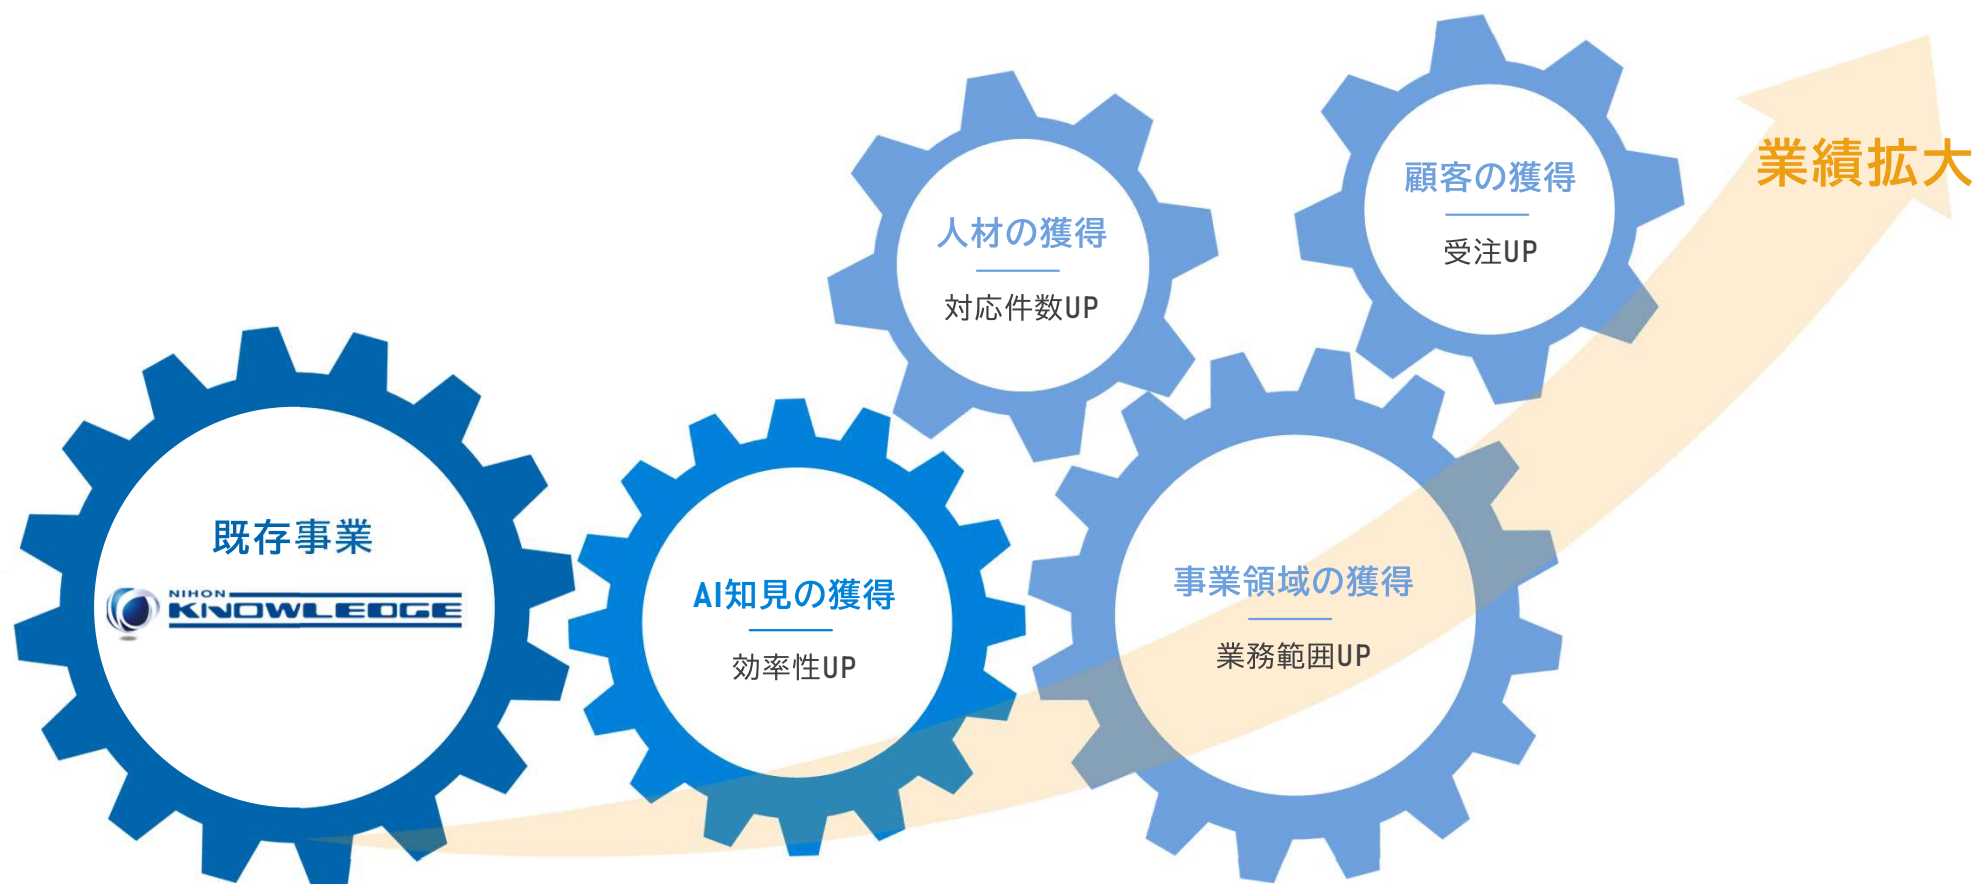 既存事業
NIHON
KNOWLEDGE
AI知見の獲得
効率性UP
人材の獲得
対応件数UP
事業領域の獲得
業務範囲UP
顧客の獲得
受注UP
業績拡大